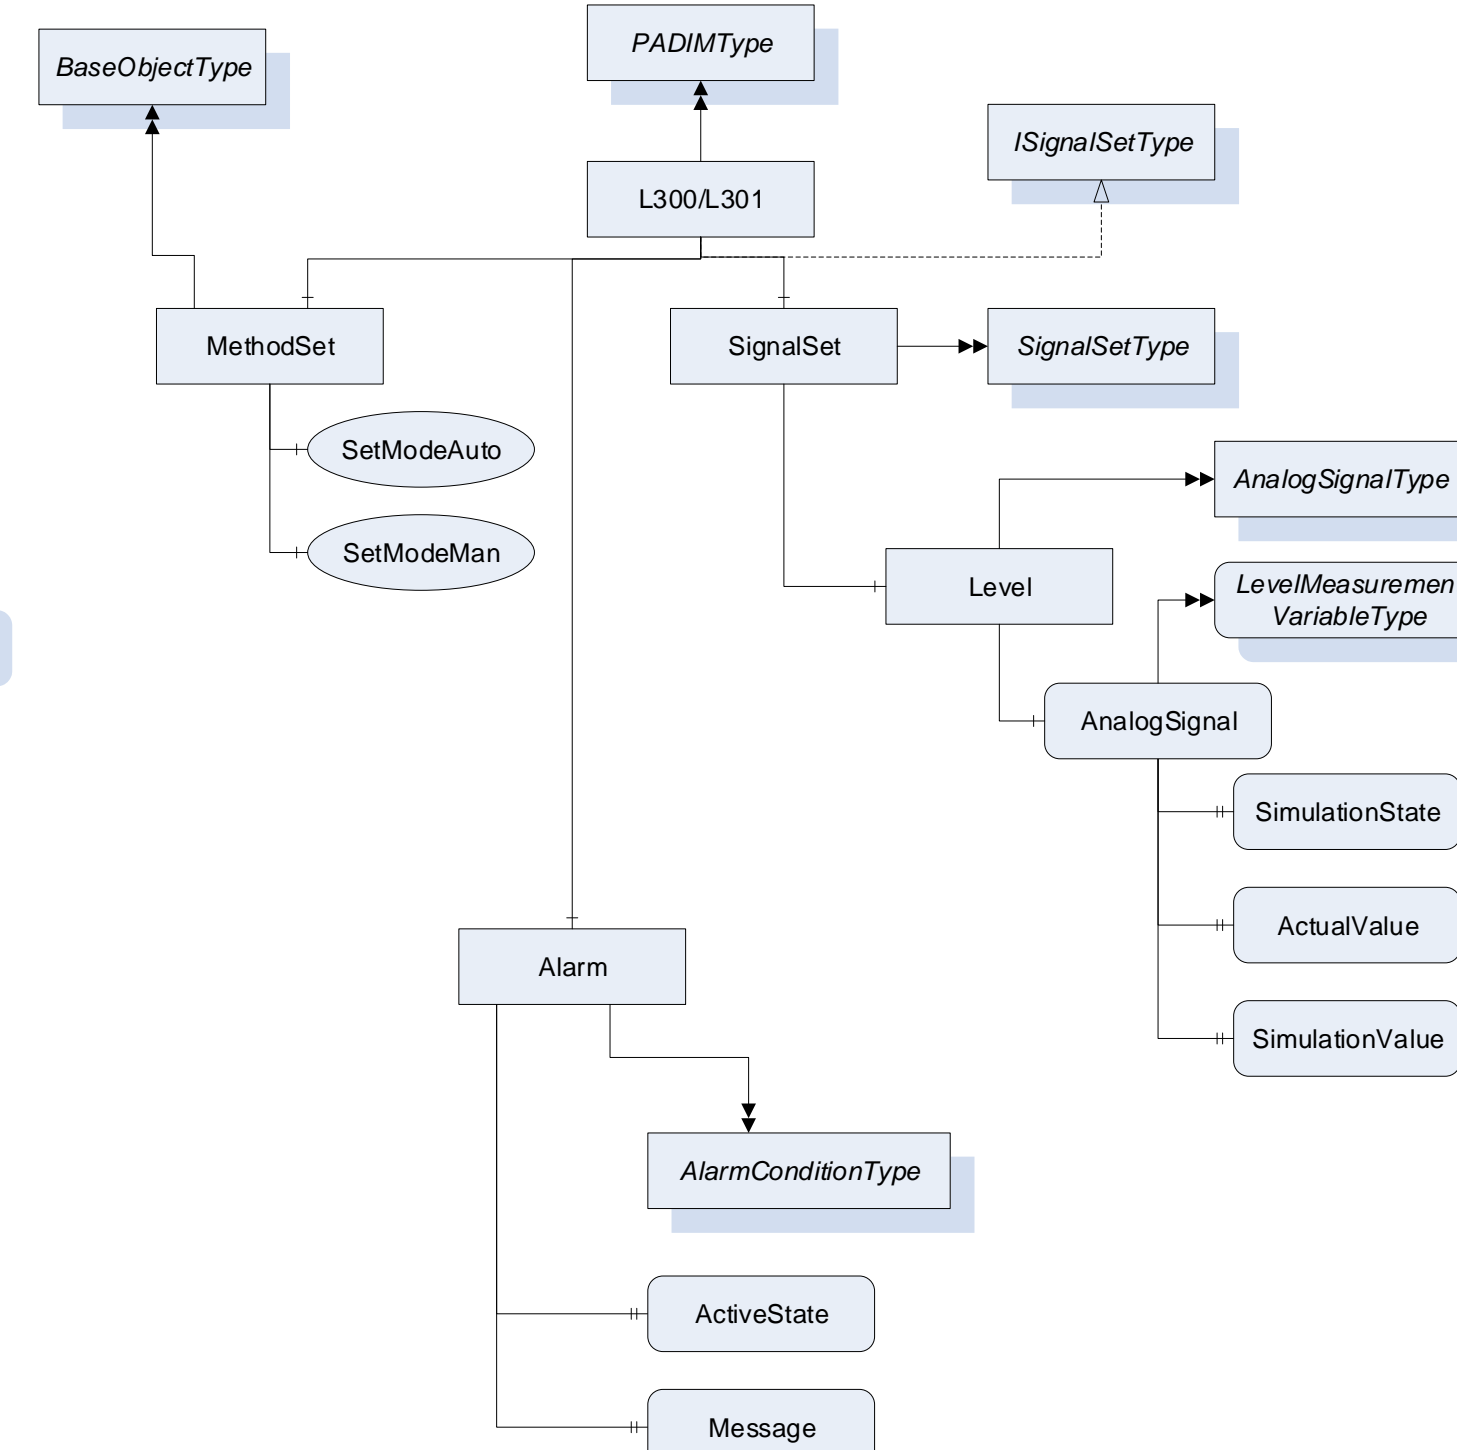 PADIMType
BaseObjectType
ISignalSetType
L300/L301
MethodSet
SignalSet
SignalSetType
SetModeAuto
AnalogSignalType
SetModeMan
Level
LevelMeasuremen
VariableType
AnalogSignal
SimulationState
ActualValue
Alarm
SimulationValue
AlarmConditionType
ActiveState
Message